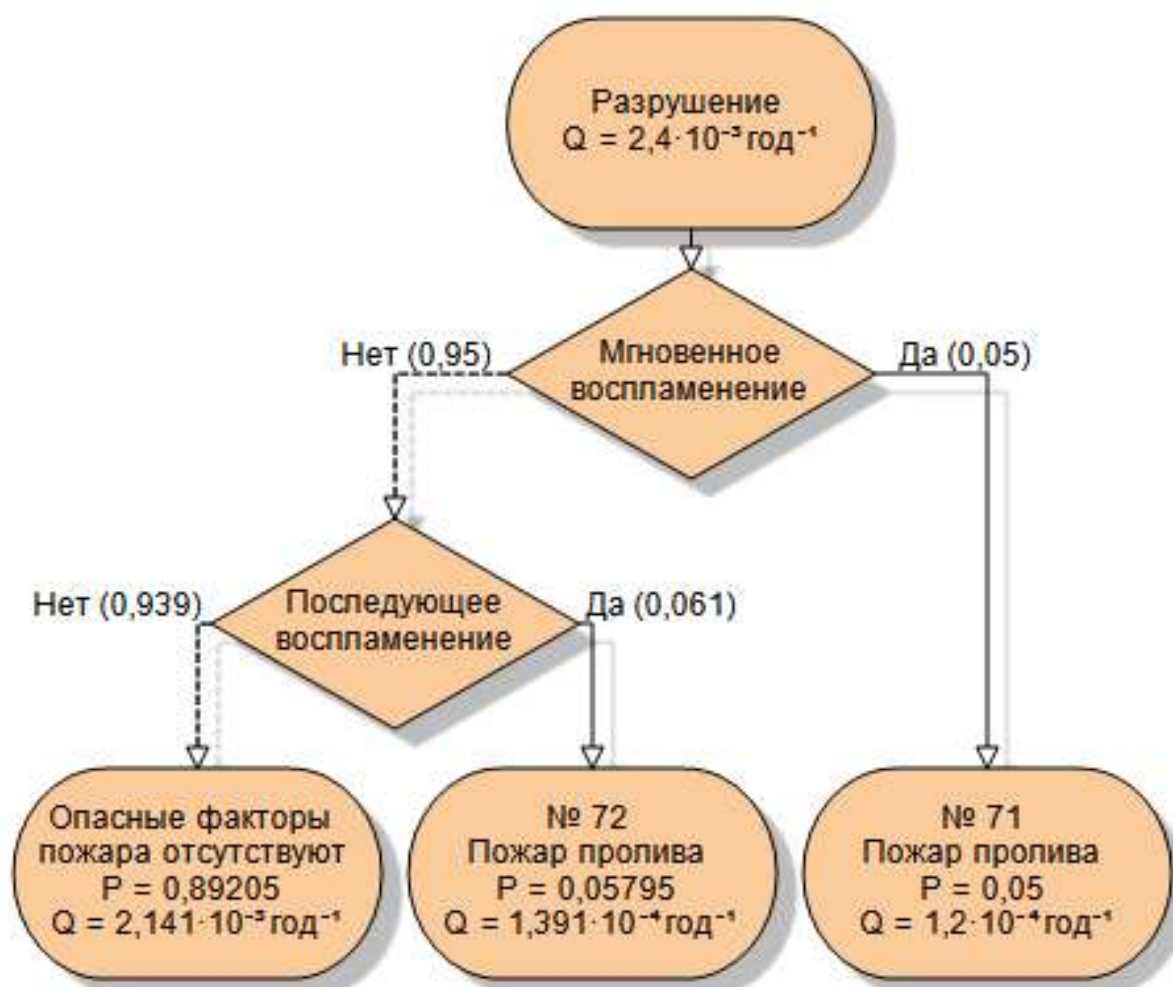 Разрушение
Q = 2,4·10⁻³ год⁻¹
Нет (0,95)
Мгновенное
воспламенение
Да (0,05)
Нет (0,939)
Последующее
воспламенение
Да (0,061)
Опасные факторы
пожара отсутствуют
P = 0,89205
Q = 2,141·10⁻³ год⁻¹
№ 72
Пожар пролива
P = 0,05795
Q = 1,391·10⁻⁴ год⁻¹
№ 71
Пожар пролива
P = 0,05
Q = 1,2·10⁻⁴ год⁻¹